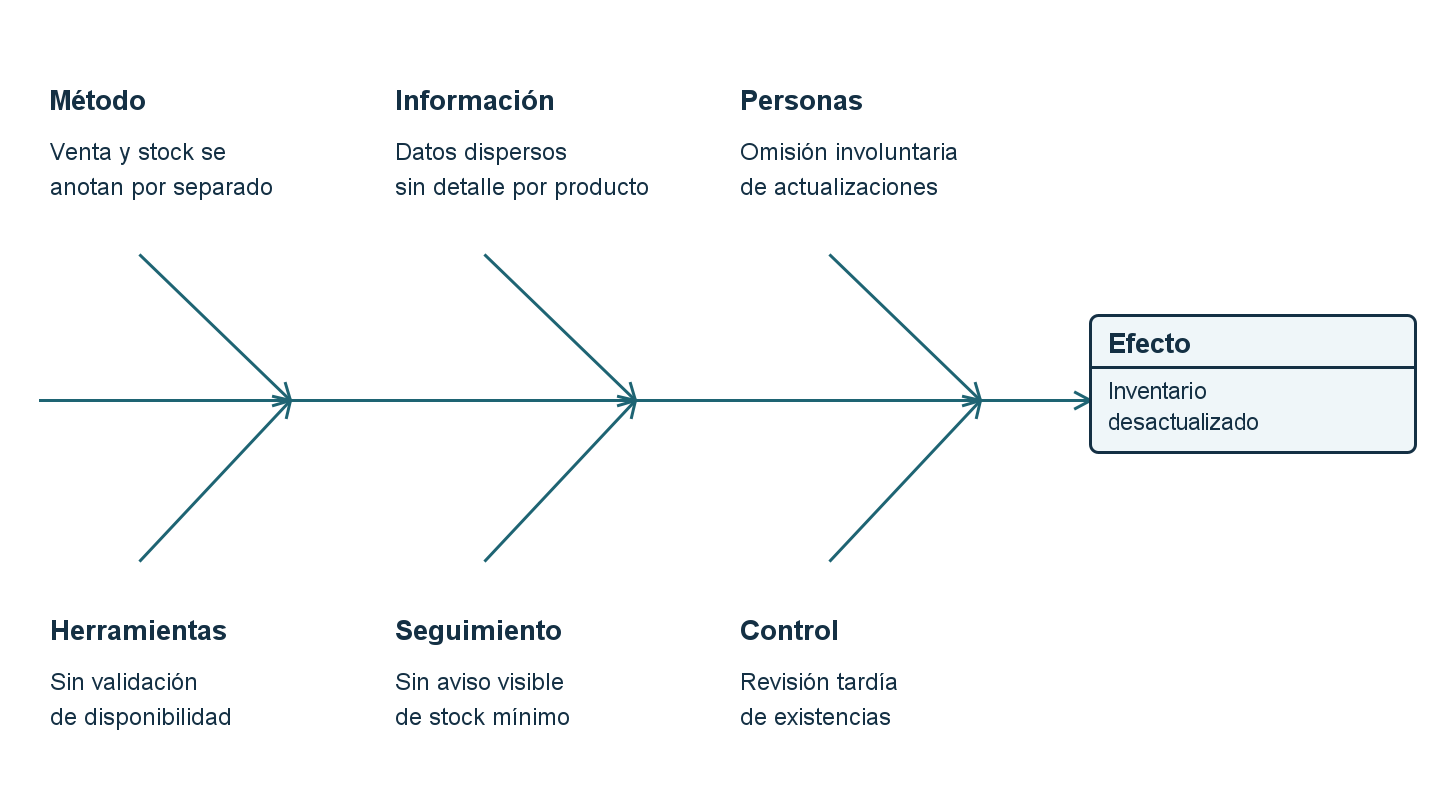 Método
Venta y stock se
anotan por separado
Información
Datos dispersos
sin detalle por producto
Personas
Omisión involuntaria
de actualizaciones
Efecto
Inventario
desactualizado
Herramientas
Sin validación
de disponibilidad
Seguimiento
Sin aviso visible
de stock mínimo
Control
Revisión tardía
de existencias